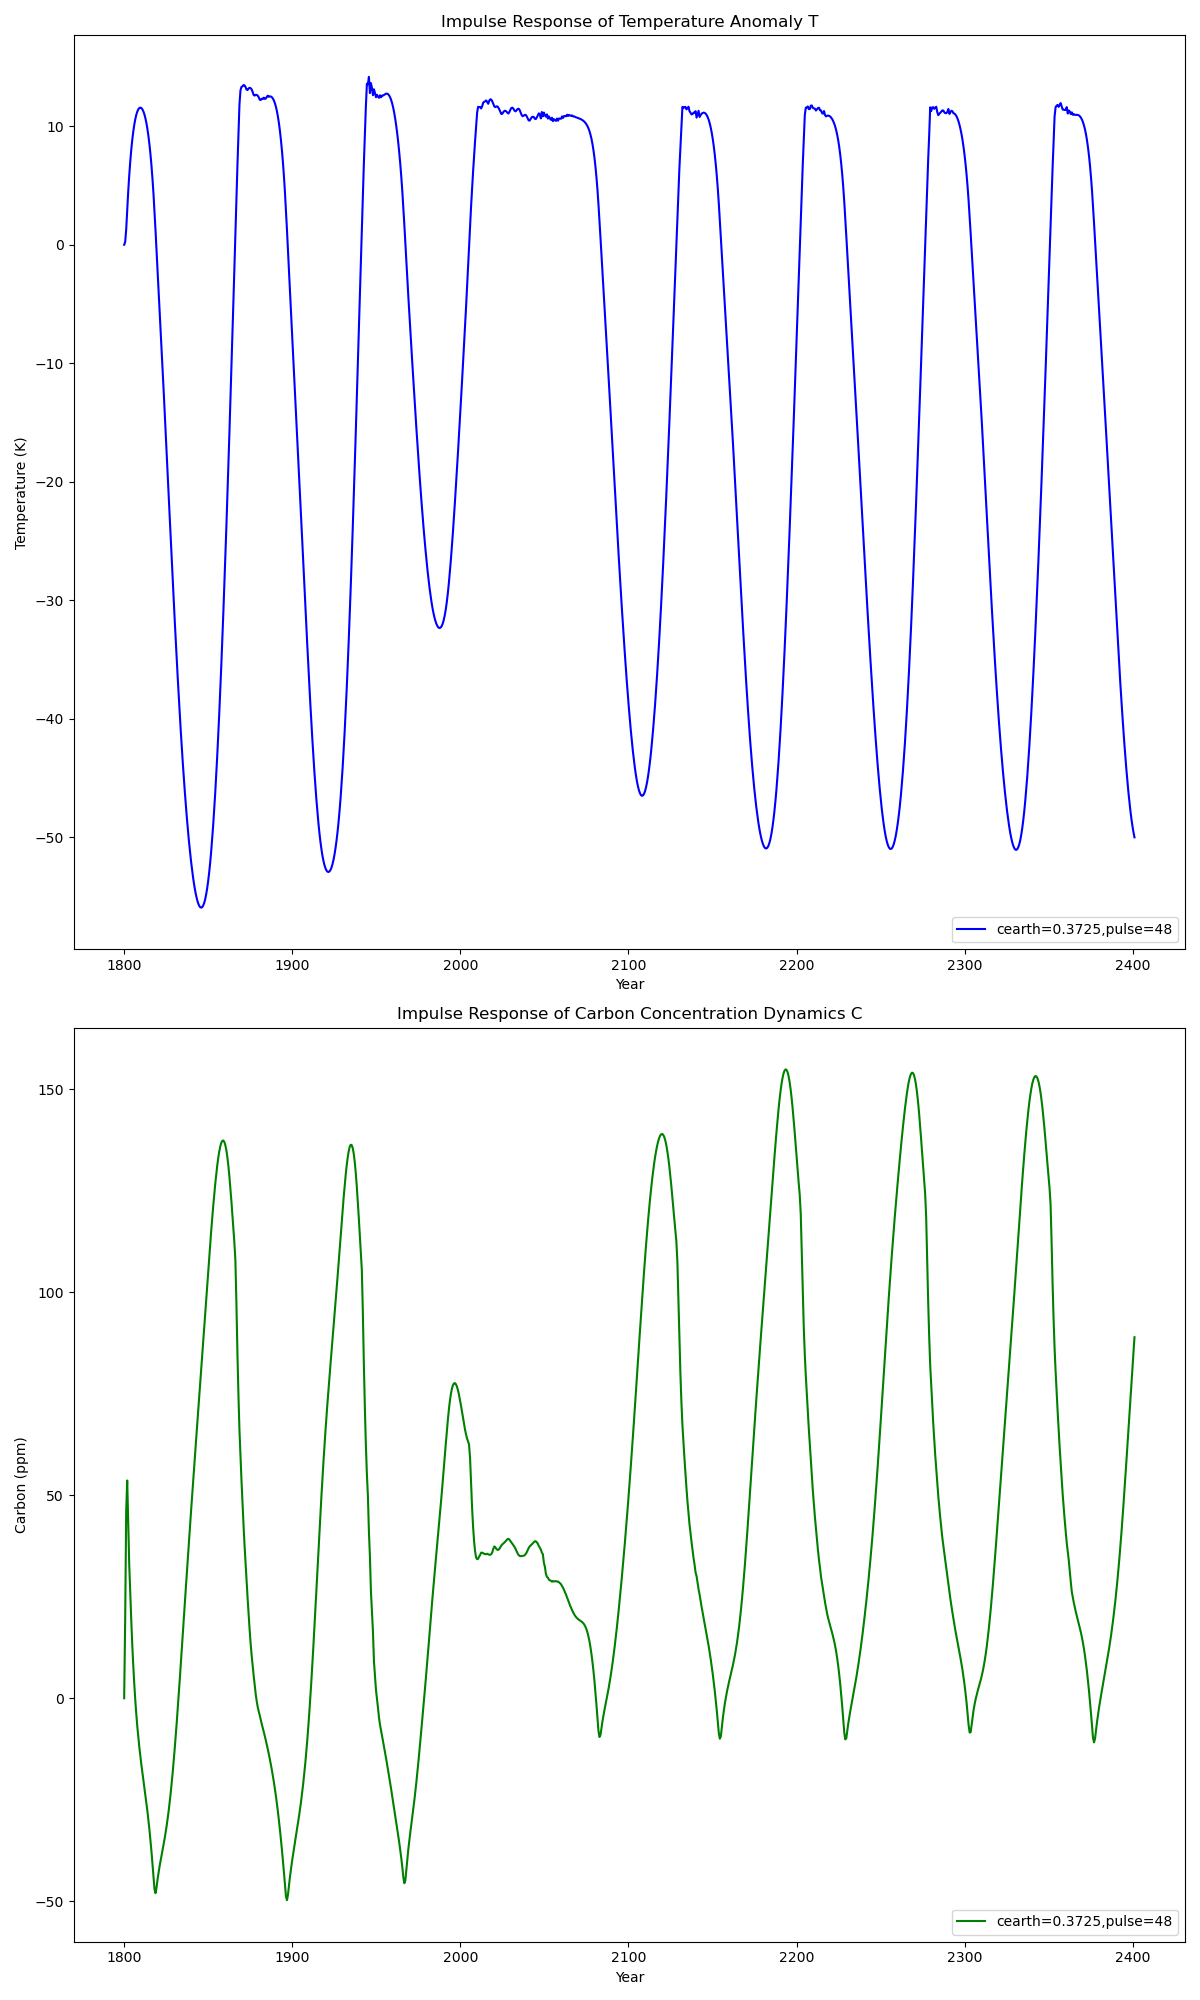 Impulse Response of Temperature Anomaly T
10
0
−10
−20
−30
−40
−50
Temperature (K)
cearth=0.3725,pulse=48
1800 1900 2000 2100 2200 2300 2400
Year
Impulse Response of Carbon Concentration Dynamics C
150
100
50
0
−50
Carbon (ppm)
cearth=0.3725,pulse=48
1800 1900 2000 2100 2200 2300 2400
Year